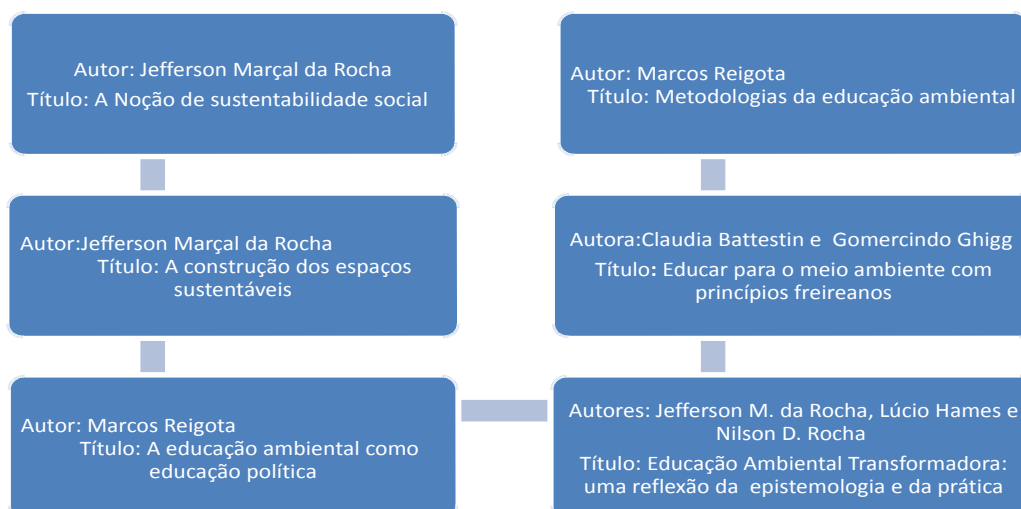 Autor: Jefferson Marçal da Rocha
Título: A Noção de sustentabilidade social
Autor:Jefferson Marçal da Rocha
Título: A construção dos espaços
sustentáveis
Autor: Marcos Reigota
Título: A educação ambiental como
educação política
Autores: Jefferson M. da Rocha, Lúcio Hames e
Nilson D. Rocha
Título: Educação Ambiental Transformadora:
uma reflexão da epistemologia e da prática
Autora:Claudia Battestin e Gomercindo Ghigg
Título: Educar para o meio ambiente com
princípios freireanos
Autor: Marcos Reigota
Título: Metodologias da educação ambiental